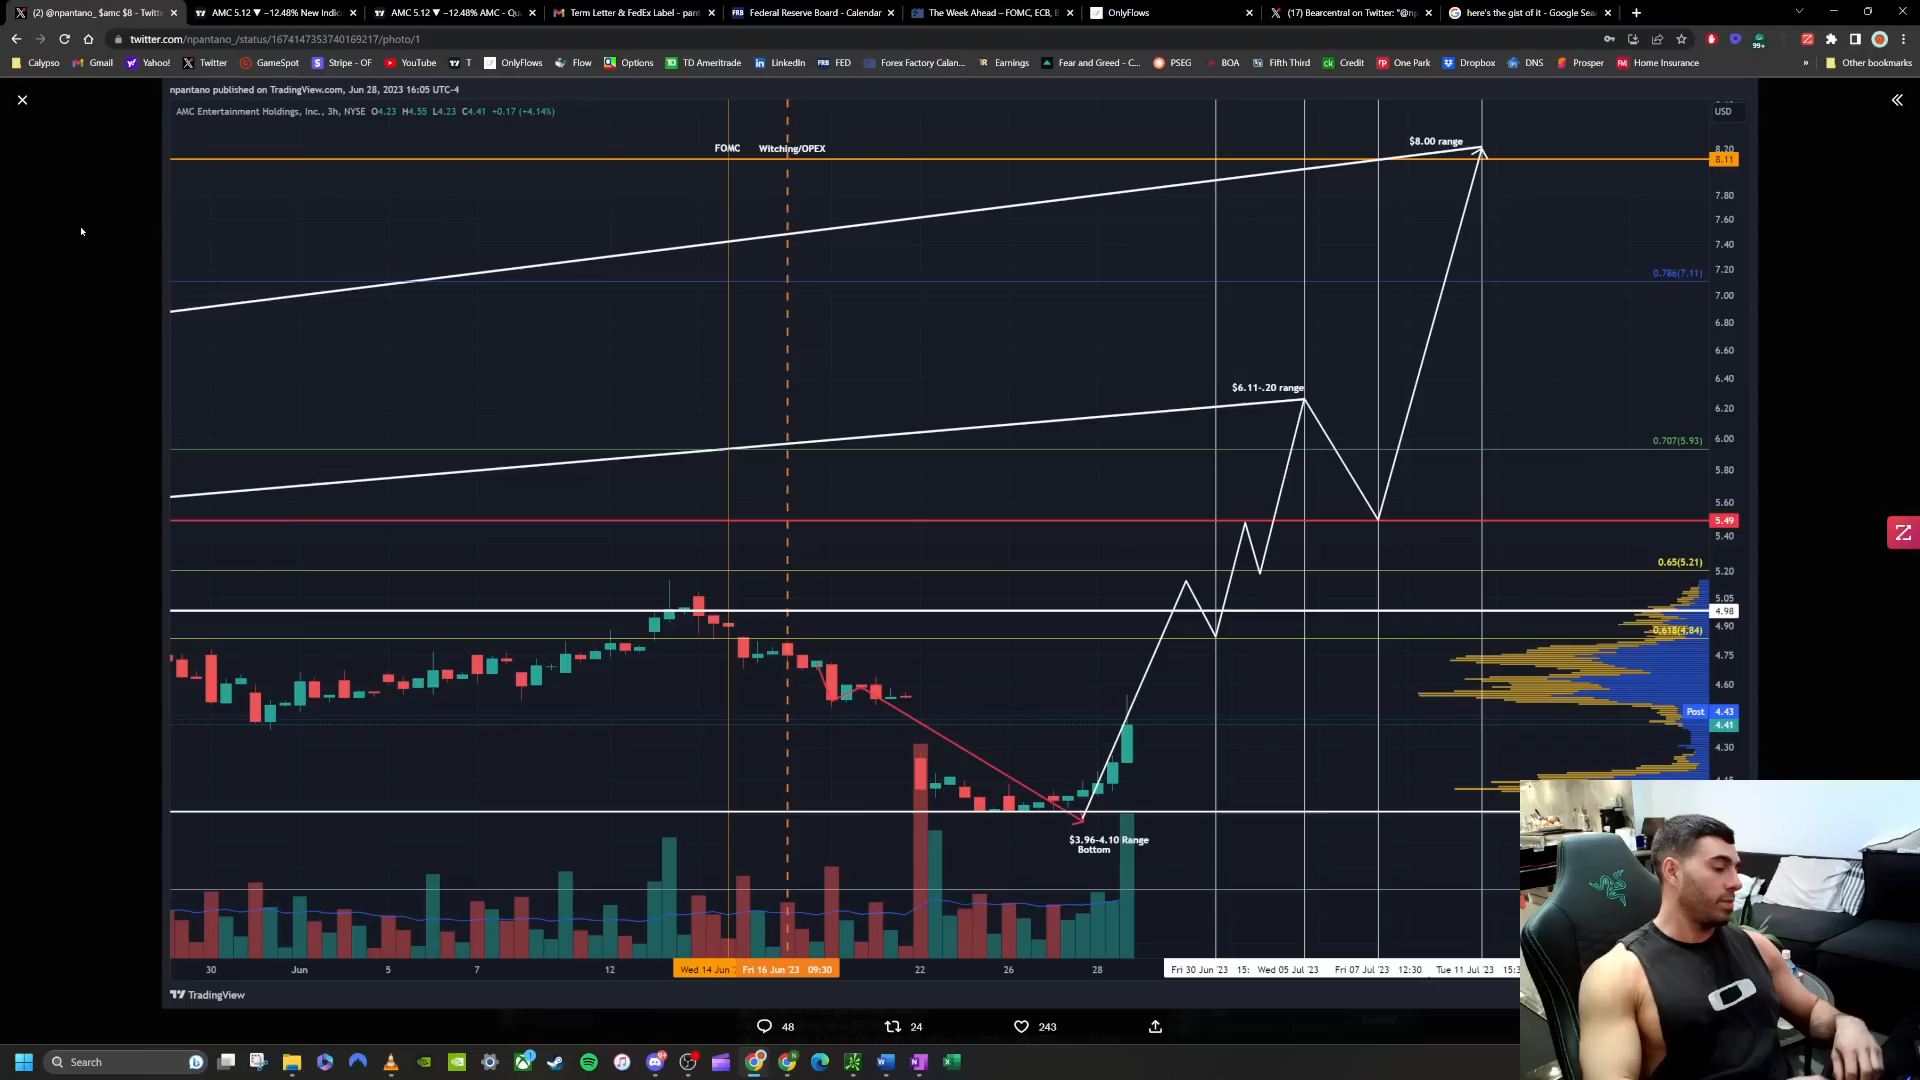 (2) @npantano_ $amc $8 - Twitt
AMC 5.12 ▼ −12.48% New Indic
AMC 5.12 ▼ −12.48% AMC - Qu
Term Letter & FedEx Label - pant
Federal Reserve Board - Calendar
The Week Ahead – FOMC, ECB, B
OnlyFlows
(17) Bearcentral on Twitter: "@np
here's the gist of it - Google Sea
twitter.com/npantano_/status/1674147353740169217/photo/1
Calypso
Gmail
Yahoo!
Twitter
GameSpot
Stripe - OF
YouTube
T
OnlyFlows
Flow
Options
TD Ameritrade
LinkedIn
FED
Forex Factory Calan...
Earnings
Fear and Greed - C...
PSEG
BOA
Fifth Third
Credit
One Park
Dropbox
DNS
Prosper
Home Insurance
Other bookmarks
npantano published on TradingView.com, Jun 28, 2023 16:05 UTC-4
AMC Entertainment Holdings, Inc., 3h, NYSE O4.23 H4.55 L4.23 C4.41 +0.17 (+4.14%)
USD
FOMC
Witching/OPEX
$8.00 range
8.20
8.11
7.80
7.60
7.40
0.786(7.11)
7.20
7.00
6.80
6.60
6.40
$6.11-.20 range
6.20
0.707(5.93)
6.00
5.80
5.60
5.49
5.40
0.65(5.21)
5.20
5.05
4.98
4.90
0.618(4.84)
4.75
4.60
Post 4.43
4.41
4.30
$3.96-4.10 Range
Bottom
30
Jun
5
7
12
Wed 14 Jun '
Fri 16 Jun '23 09:30
22
26
28
Fri 30 Jun '23 15:
Wed 05 Jul '23
Fri 07 Jul '23 12:30
Tue 11 Jul '23 15:3
TradingView
48
24
243
Search